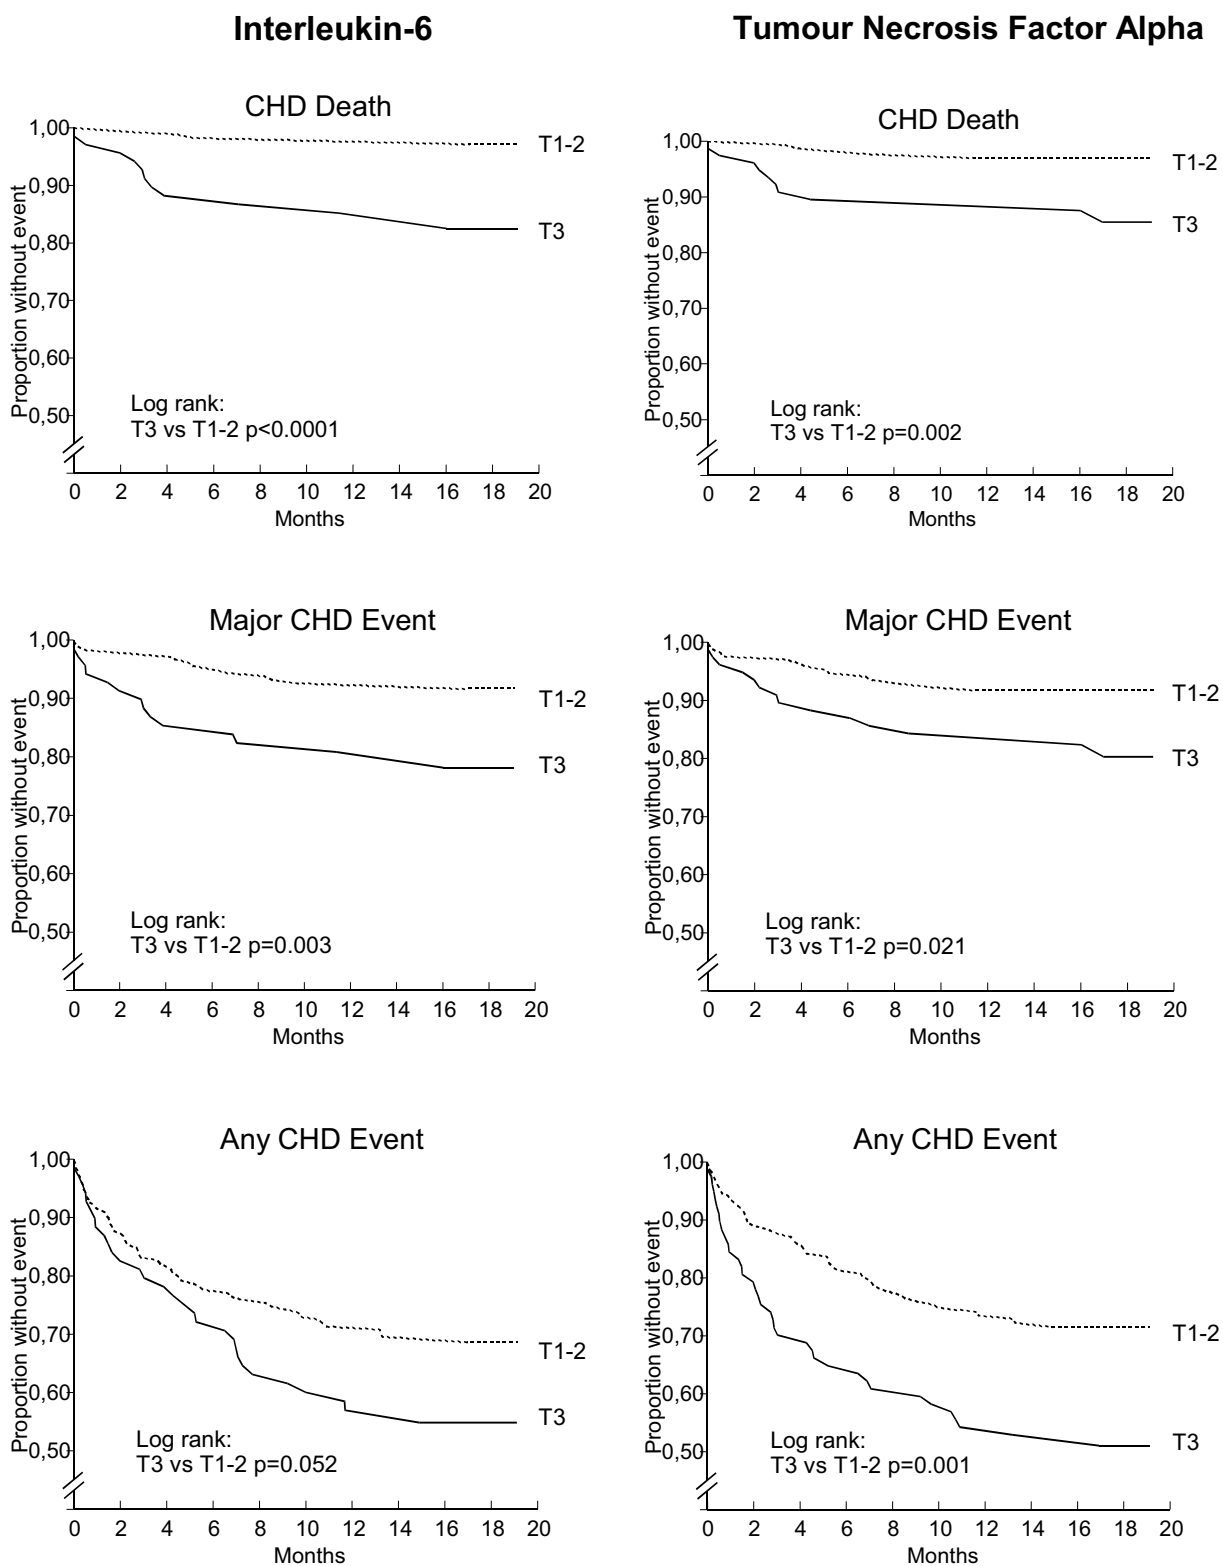 Interleukin-6
Tumour Necrosis Factor Alpha
CHD Death
Proportion without event
1,00
0,90
0,80
0,70
0,60
0,50
T1-2
T3
Log rank:
T3 vs T1-2 p<0.0001
0 2 4 6 8 10 12 14 16 18 20
Months
CHD Death
Proportion without event
1,00
0,90
0,80
0,70
0,60
0,50
T1-2
T3
Log rank:
T3 vs T1-2 p=0.002
0 2 4 6 8 10 12 14 16 18 20
Months
Major CHD Event
Proportion without event
1,00
0,90
0,80
0,70
0,60
0,50
T1-2
T3
Log rank:
T3 vs T1-2 p=0.003
0 2 4 6 8 10 12 14 16 18 20
Months
Major CHD Event
Proportion without event
1,00
0,90
0,80
0,70
0,60
0,50
T1-2
T3
Log rank:
T3 vs T1-2 p=0.021
0 2 4 6 8 10 12 14 16 18 20
Months
Any CHD Event
Proportion without event
1,00
0,90
0,80
0,70
0,60
0,50
T1-2
T3
Log rank:
T3 vs T1-2 p=0.052
0 2 4 6 8 10 12 14 16 18 20
Months
Any CHD Event
Proportion without event
1,00
0,90
0,80
0,70
0,60
0,50
T1-2
T3
Log rank:
T3 vs T1-2 p=0.001
0 2 4 6 8 10 12 14 16 18 20
Months